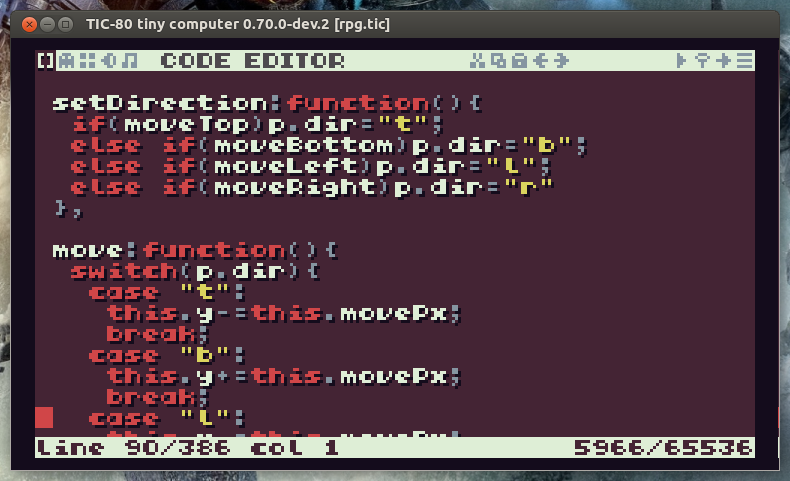 TIC-80 tiny computer 0.70.0-dev.2 [rpg.tic]
CODE EDITOR
setDirection:function(){
if(moveTop)p.dir="t";
else if(moveBottom)p.dir="b";
else if(moveLeft)p.dir="l";
else if(moveRight)p.dir="r"
},
move:function(){
switch(p.dir){
case "t":
this.y-=this.movePx;
break;
case "b":
this.y+=this.movePx;
break;
case "l":
line 90/386 col 1
5966/65536